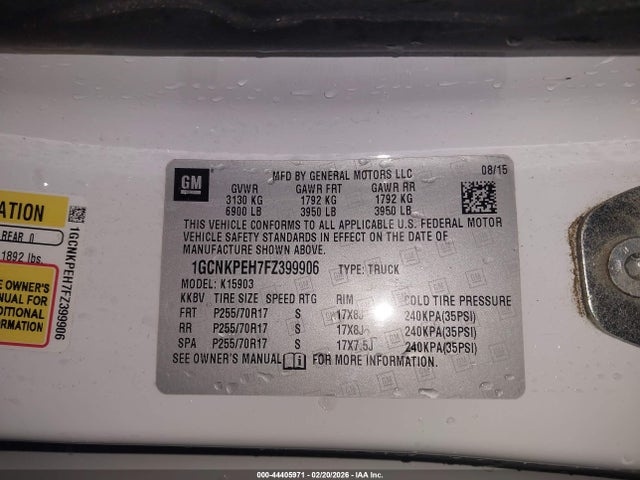 GM
MFD BY GENERAL MOTORS LLC 08/15
GVWR GAWR FRT GAWR RR
3130 KG 1792 KG 1792 KG
6900 LB 3950 LB 3950 LB
THIS VEHICLE CONFORMS TO ALL APPLICABLE U.S. FEDERAL MOTOR
VEHICLE SAFETY STANDARDS IN EFFECT ON THE DATE OF
MANUFACTURE SHOWN ABOVE.
1GCNKPEH7FZ399906 TYPE: TRUCK
MODEL: K15903
KKBV TIRE SIZE SPEED RTG RIM COLD TIRE PRESSURE
FRT P255/70R17 S 17X8J 240KPA(35PSI)
RR P255/70R17 S 17X8J 240KPA(35PSI)
SPA P255/70R17 S 17X7.5J 240KPA(35PSI)
SEE OWNER'S MANUAL FOR MORE INFORMATION.
ATION
REAR 0
1892 lbs.
E OWNER'S
NUAL FOR
DITIONAL
ORMATION
1GCNKPEH7FZ399906
000-44405971 - 02/20/2026 - IAA Inc.